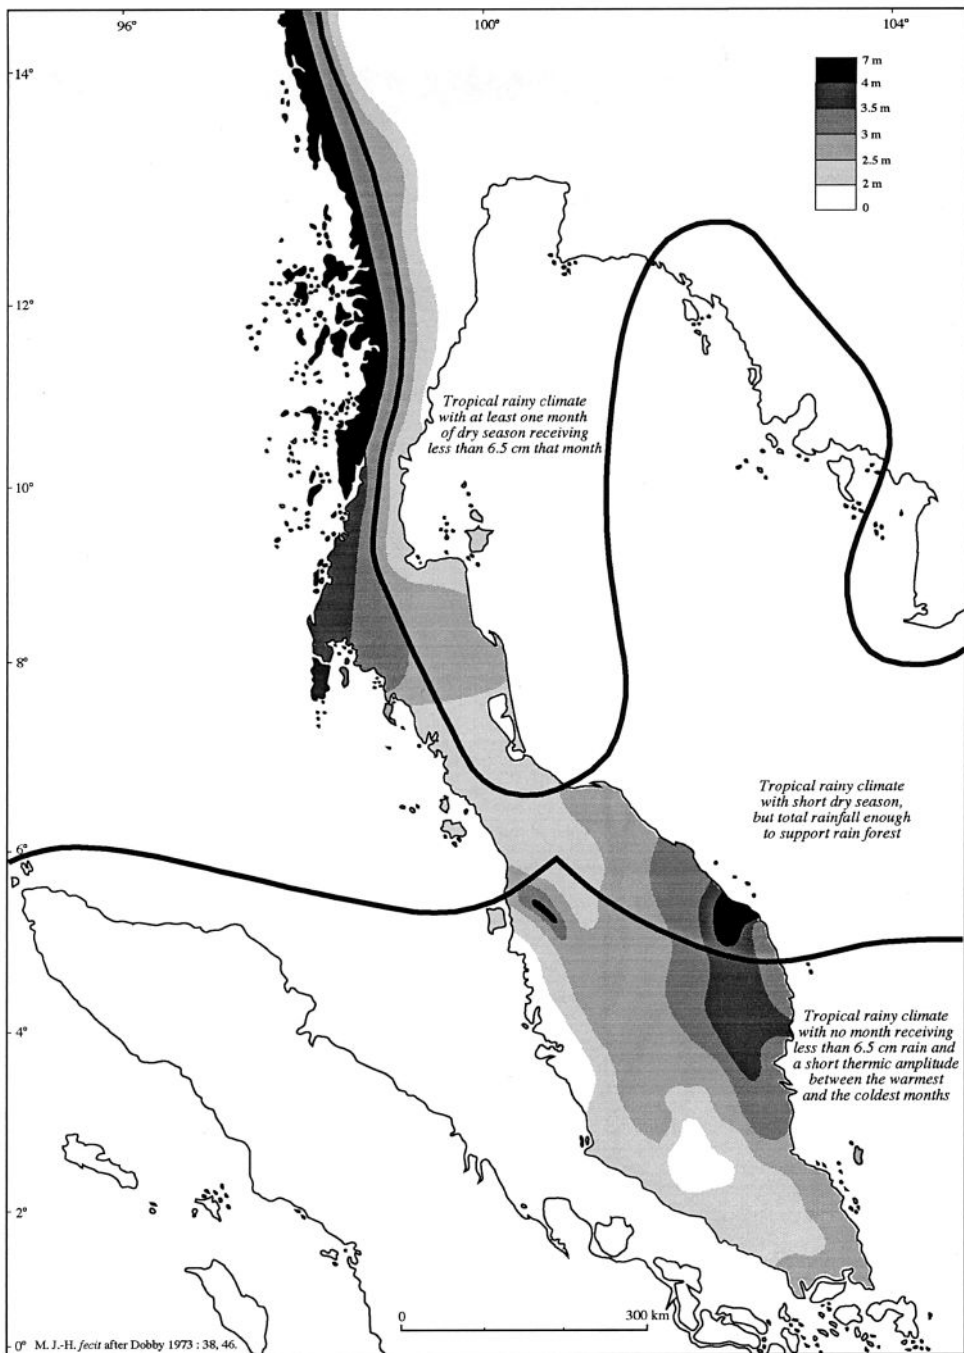 96° 100° 104°
14°
7 m
4 m
3.5 m
3 m
2.5 m
2 m
0
12°
Tropical rainy climate
with at least one month
of dry season receiving
less than 6.5 cm that month
10°
8°
Tropical rainy climate
with short dry season,
but total rainfall enough
to support rain forest
6°
4°
Tropical rainy climate
with no month receiving
less than 6.5 cm rain and
a short thermic amplitude
between the warmest
and the coldest months
2°
0 300 km
0° M. J.-H. fecit after Dobby 1973 : 38, 46.